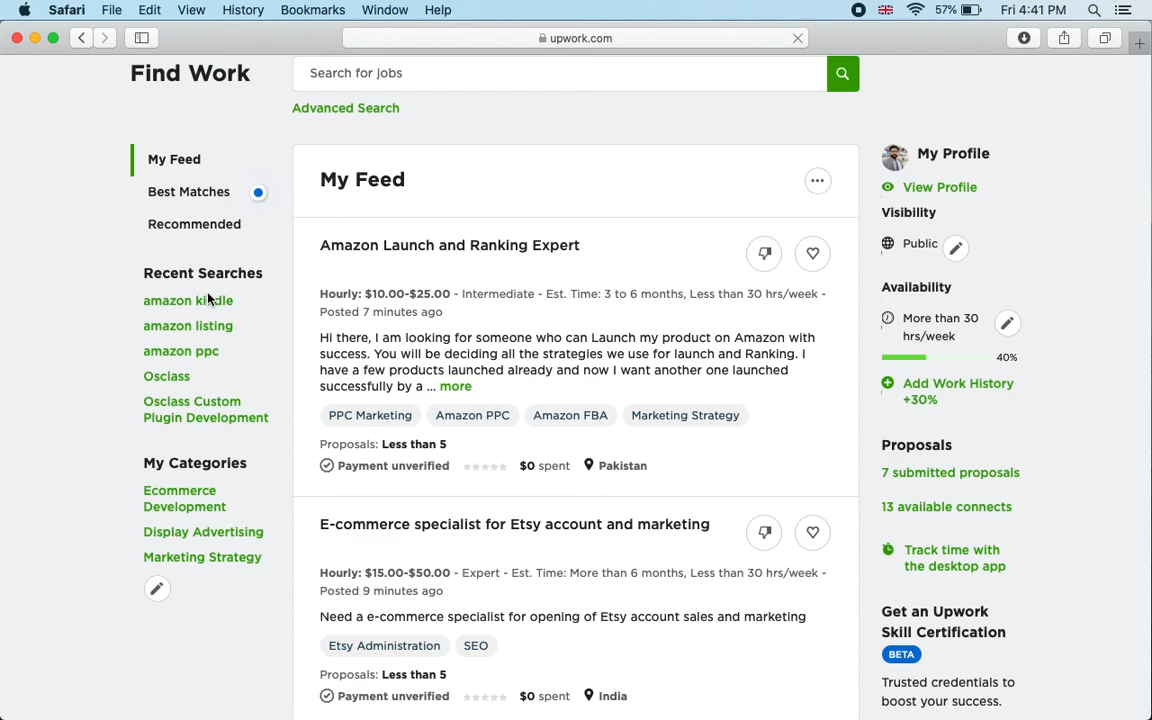 Safari File Edit View History Bookmarks Window Help 57% Fri 4:41 PM
upwork.com
Find Work
Search for jobs
Advanced Search
My Feed
Best Matches
Recommended
Recent Searches
amazon kindle
amazon listing
amazon ppc
Osclass
Osclass Custom
Plugin Development
My Categories
Ecommerce
Development
Display Advertising
Marketing Strategy
My Feed
Amazon Launch and Ranking Expert
Hourly: $10.00-$25.00 - Intermediate - Est. Time: 3 to 6 months, Less than 30 hrs/week -
Posted 7 minutes ago
Hi there, I am looking for someone who can Launch my product on Amazon with
success. You will be deciding all the strategies we use for launch and Ranking. I
have a few products launched already and now I want another one launched
successfully by a ... more
PPC Marketing Amazon PPC Amazon FBA Marketing Strategy
Proposals: Less than 5
Payment unverified $0 spent Pakistan
E-commerce specialist for Etsy account and marketing
Hourly: $15.00-$50.00 - Expert - Est. Time: More than 6 months, Less than 30 hrs/week -
Posted 9 minutes ago
Need a e-commerce specialist for opening of Etsy account sales and marketing
Etsy Administration SEO
Proposals: Less than 5
Payment unverified $0 spent India
My Profile
View Profile
Visibility
Public
Availability
More than 30
hrs/week
40%
Add Work History
+30%
Proposals
7 submitted proposals
13 available connects
Track time with
the desktop app
Get an Upwork
Skill Certification
BETA
Trusted credentials to
boost your success.